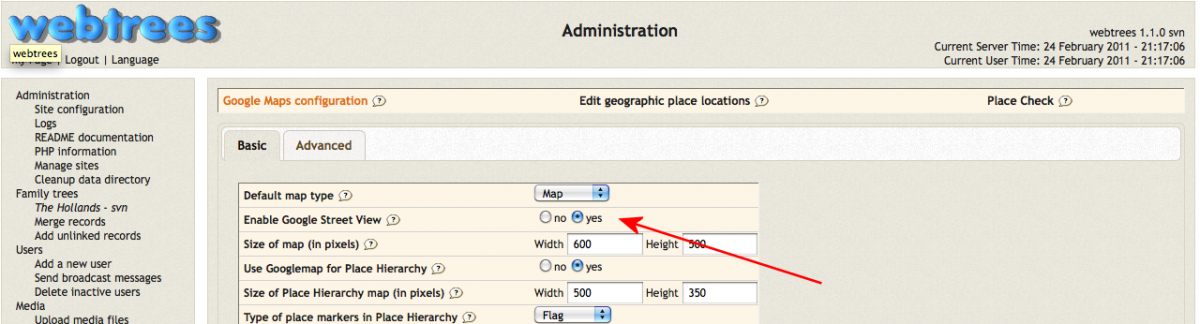 webtrees
Administration
webtrees 1.1.0 svn
Current Server Time: 24 February 2011 - 21:17:06
Current User Time: 24 February 2011 - 21:17:06
webtrees
My Page | Logout | Language
Administration
Site configuration
Logs
README documentation
PHP information
Manage sites
Cleanup data directory
Family trees
The Hollands - svn
Merge records
Add unlinked records
Users
Add a new user
Send broadcast messages
Delete inactive users
Media
Upload media files
Google Maps configuration ? Edit geographic place locations ? Place Check ?
Basic Advanced
Default map type ? Map
Enable Google Street View ? no yes
Size of map (in pixels) ? Width 600 Height 500
Use Googlemap for Place Hierarchy ? no yes
Size of Place Hierarchy map (in pixels) ? Width 500 Height 350
Type of place markers in Place Hierarchy ? Flag